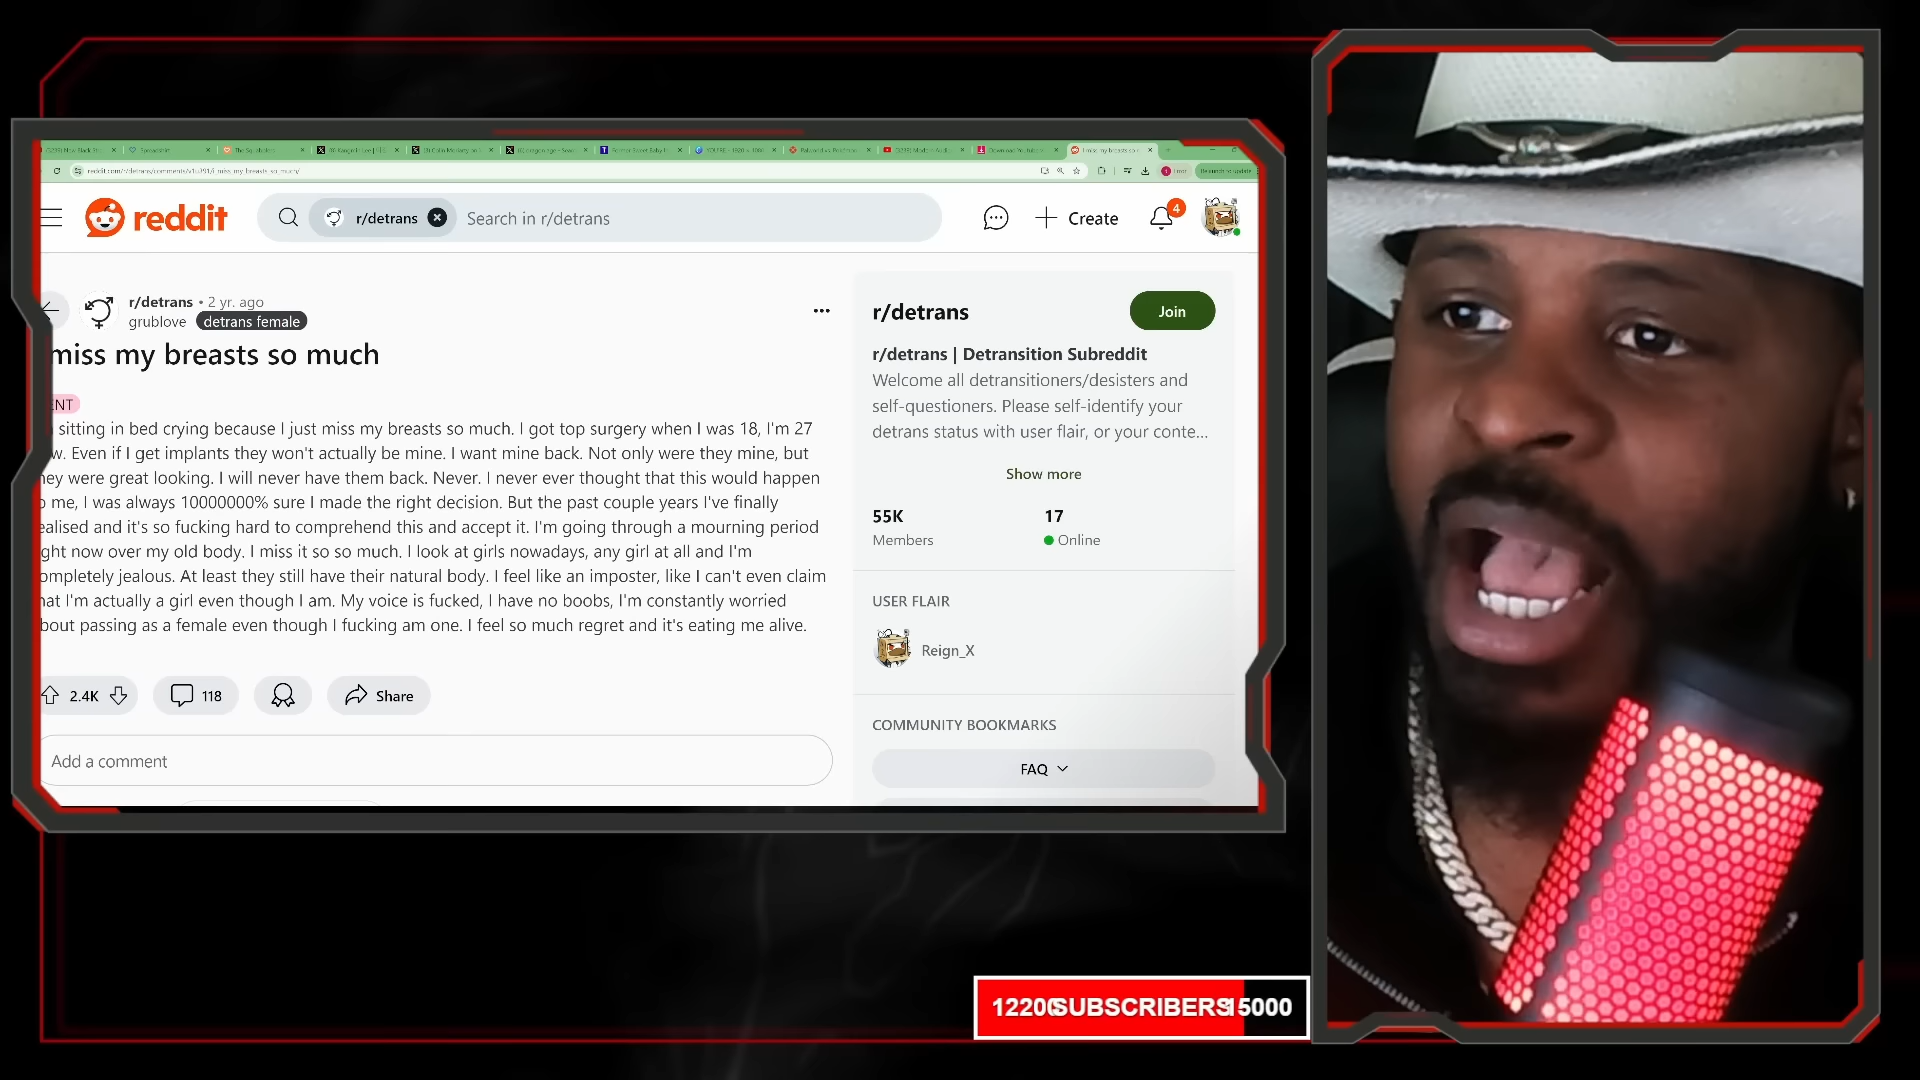 reddit.com/r/detrans/comments/v1u391/i_miss_my_breasts_so_much/
reddit
r/detrans
Search in r/detrans
Create
4
r/detrans • 2 yr. ago
grublove detrans female
miss my breasts so much
ENT
sitting in bed crying because I just miss my breasts so much. I got top surgery when I was 18, I'm 27
w. Even if I get implants they won't actually be mine. I want mine back. Not only were they mine, but
ey were great looking. I will never have them back. Never. I never ever thought that this would happen
o me, I was always 10000000% sure I made the right decision. But the past couple years I've finally
ealised and it's so fucking hard to comprehend this and accept it. I'm going through a mourning period
ght now over my old body. I miss it so so much. I look at girls nowadays, any girl at all and I'm
ompletely jealous. At least they still have their natural body. I feel like an imposter, like I can't even claim
hat I'm actually a girl even though I am. My voice is fucked, I have no boobs, I'm constantly worried
bout passing as a female even though I fucking am one. I feel so much regret and it's eating me alive.
2.4K
118
Share
Add a comment
r/detrans
Join
r/detrans | Detransition Subreddit
Welcome all detransitioners/desisters and
self-questioners. Please self-identify your
detrans status with user flair, or your conte...
Show more
55K 17
Members Online
USER FLAIR
Reign_X
COMMUNITY BOOKMARKS
FAQ
12200 SUBSCRIBERS 15000